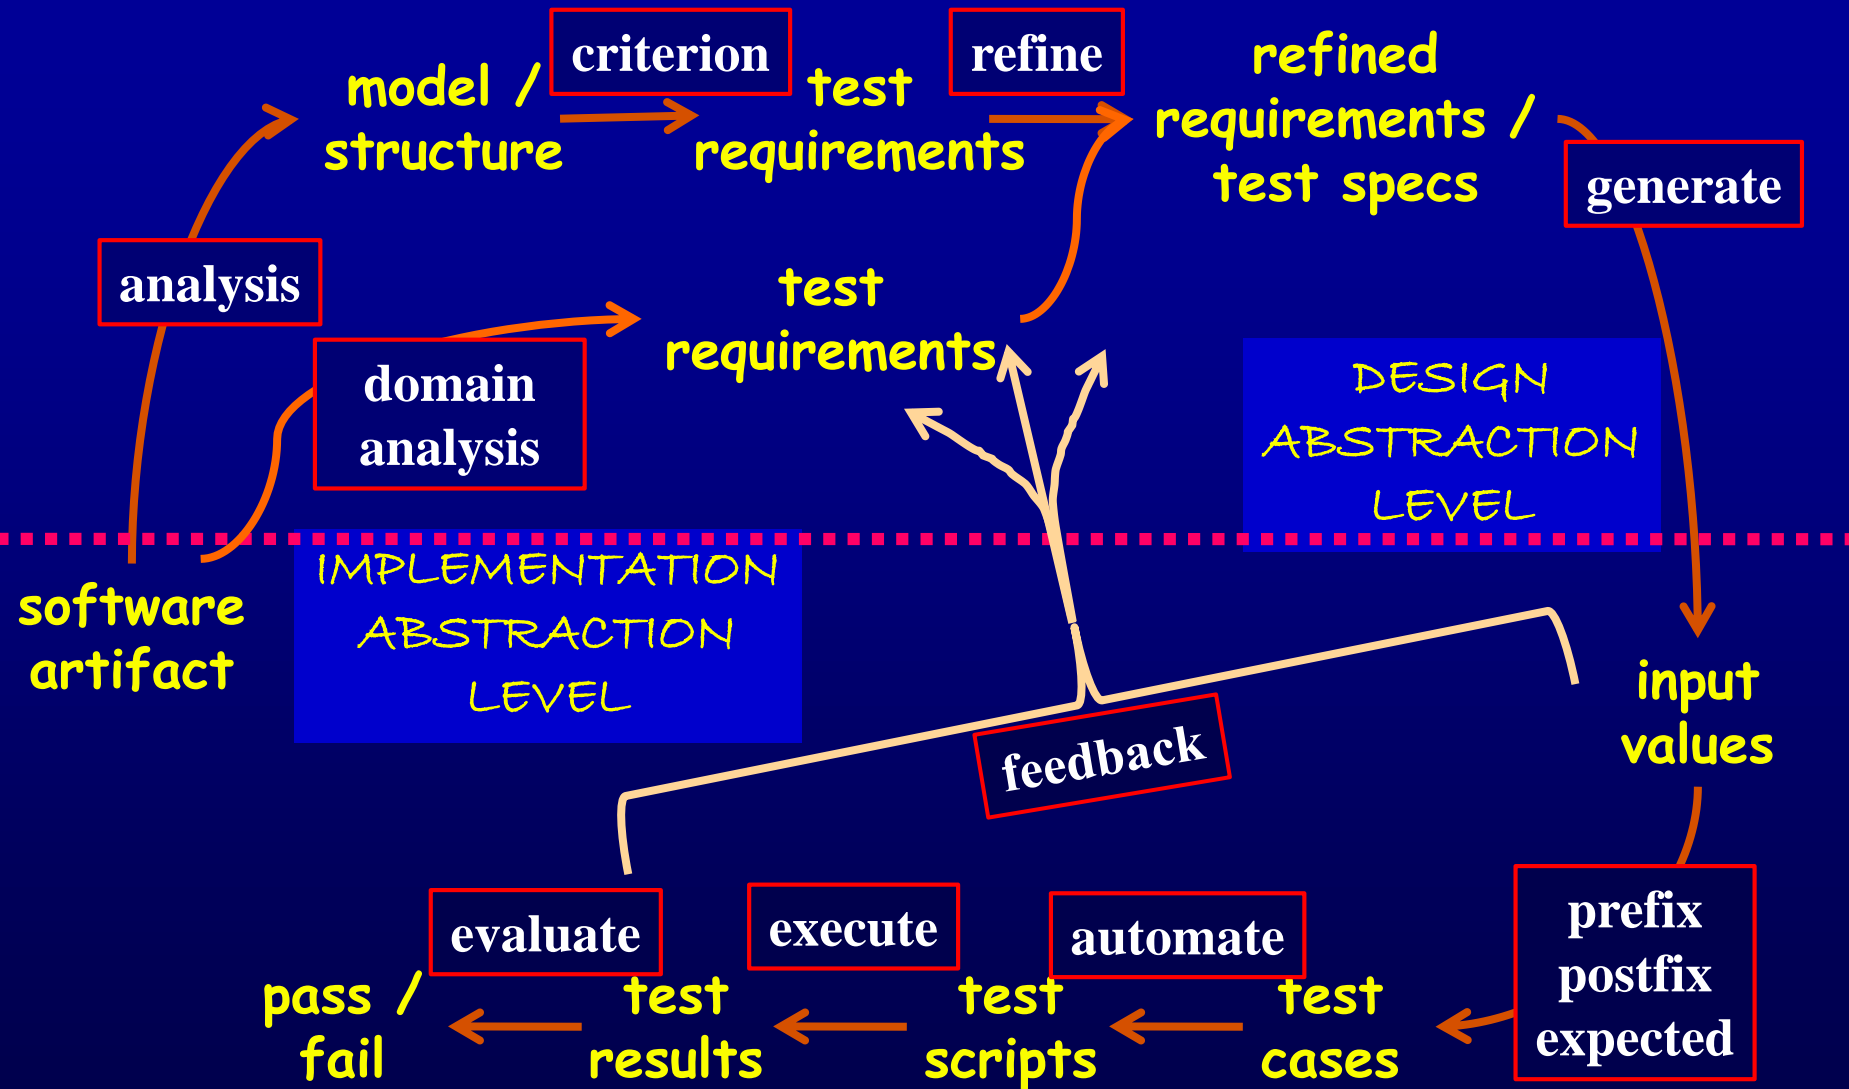 criterion
refine
model /
structure
test
requirements
refined
requirements /
test specs
generate
analysis
test
requirements
domain
analysis
DESIGN
ABSTRACTION
LEVEL
IMPLEMENTATION
ABSTRACTION
LEVEL
software
artifact
input
values
feedback
prefix
postfix
expected
evaluate
execute
automate
pass /
fail
test
results
test
scripts
test
cases